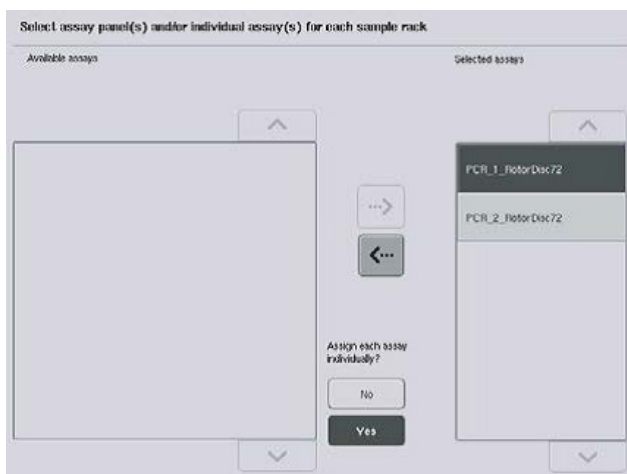 Select assay panel(s) and/or individual assay(s) for each sample rack
Available assays
Selected assays
PCR_1_RotorDisc72
PCR_2_RotorDisc72
Assign each assay
individually?
No
Yes